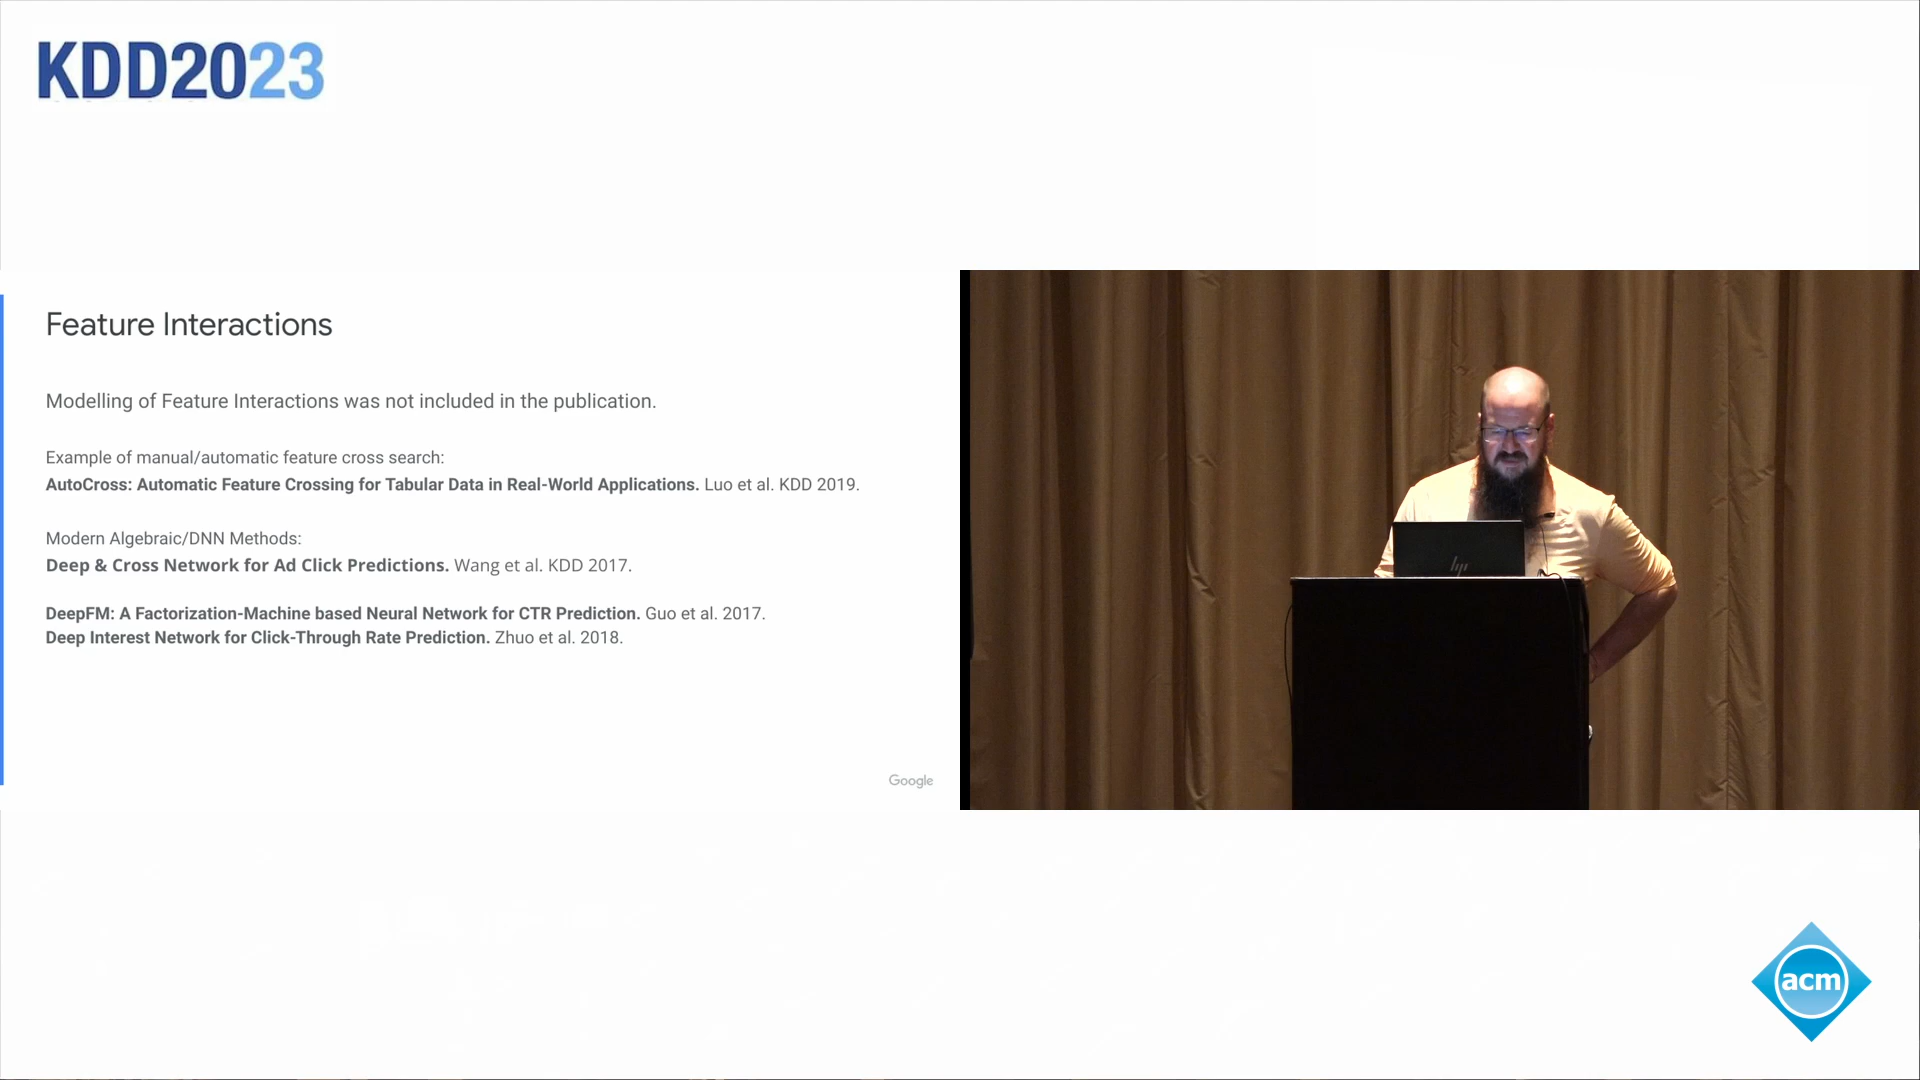 KDD2023
Feature Interactions
Modelling of Feature Interactions was not included in the publication.
Example of manual/automatic feature cross search:
AutoCross: Automatic Feature Crossing for Tabular Data in Real-World Applications. Luo et al. KDD 2019.
Modern Algebraic/DNN Methods:
Deep & Cross Network for Ad Click Predictions. Wang et al. KDD 2017.
DeepFM: A Factorization-Machine based Neural Network for CTR Prediction. Guo et al. 2017.
Deep Interest Network for Click-Through Rate Prediction. Zhuo et al. 2018.
Google
hp
acm